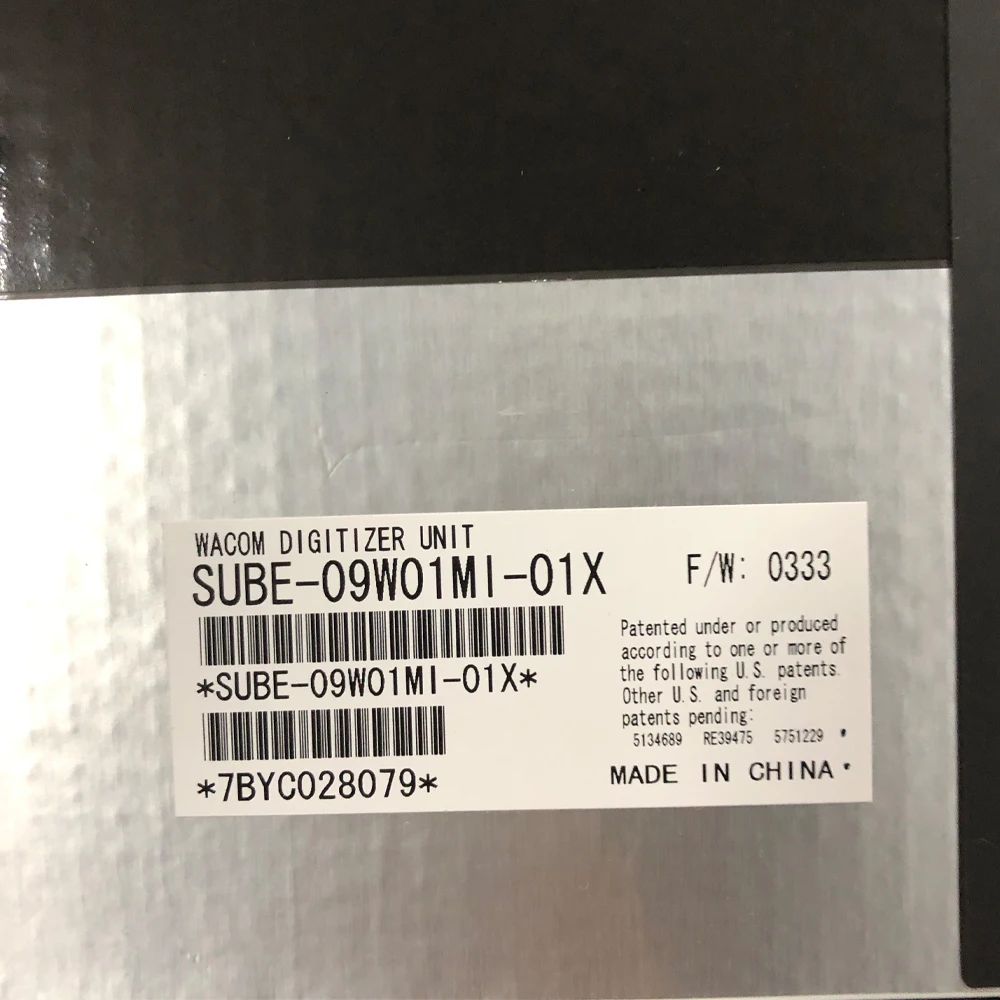 WACOM DIGITIZER UNIT
SUBE-09W01MI-01X
*SUBE-09W01MI-01X*
*7BYC028079*
F/W: 0333
Patented under or produced
according to one or more of
the following U.S. patents.
Other U.S. and foreign
patents pending:
5134689 RE39475 5751229 *
MADE IN CHINA *